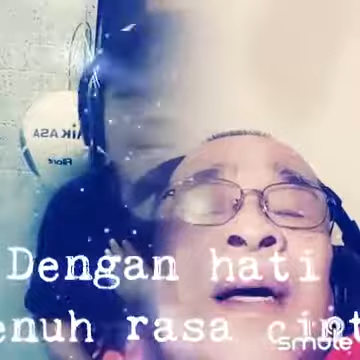 Dengan hati
enuh rasa cint
smule